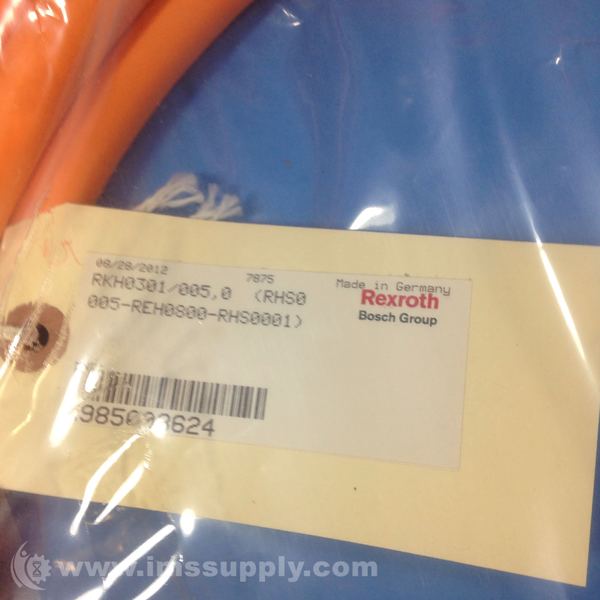 08/28/2012 7875 Made in Germany
RKH0301/005,0 (RHS0
005-REH0800-RHS0001)
Rexroth
Bosch Group
www.ipissupply.com